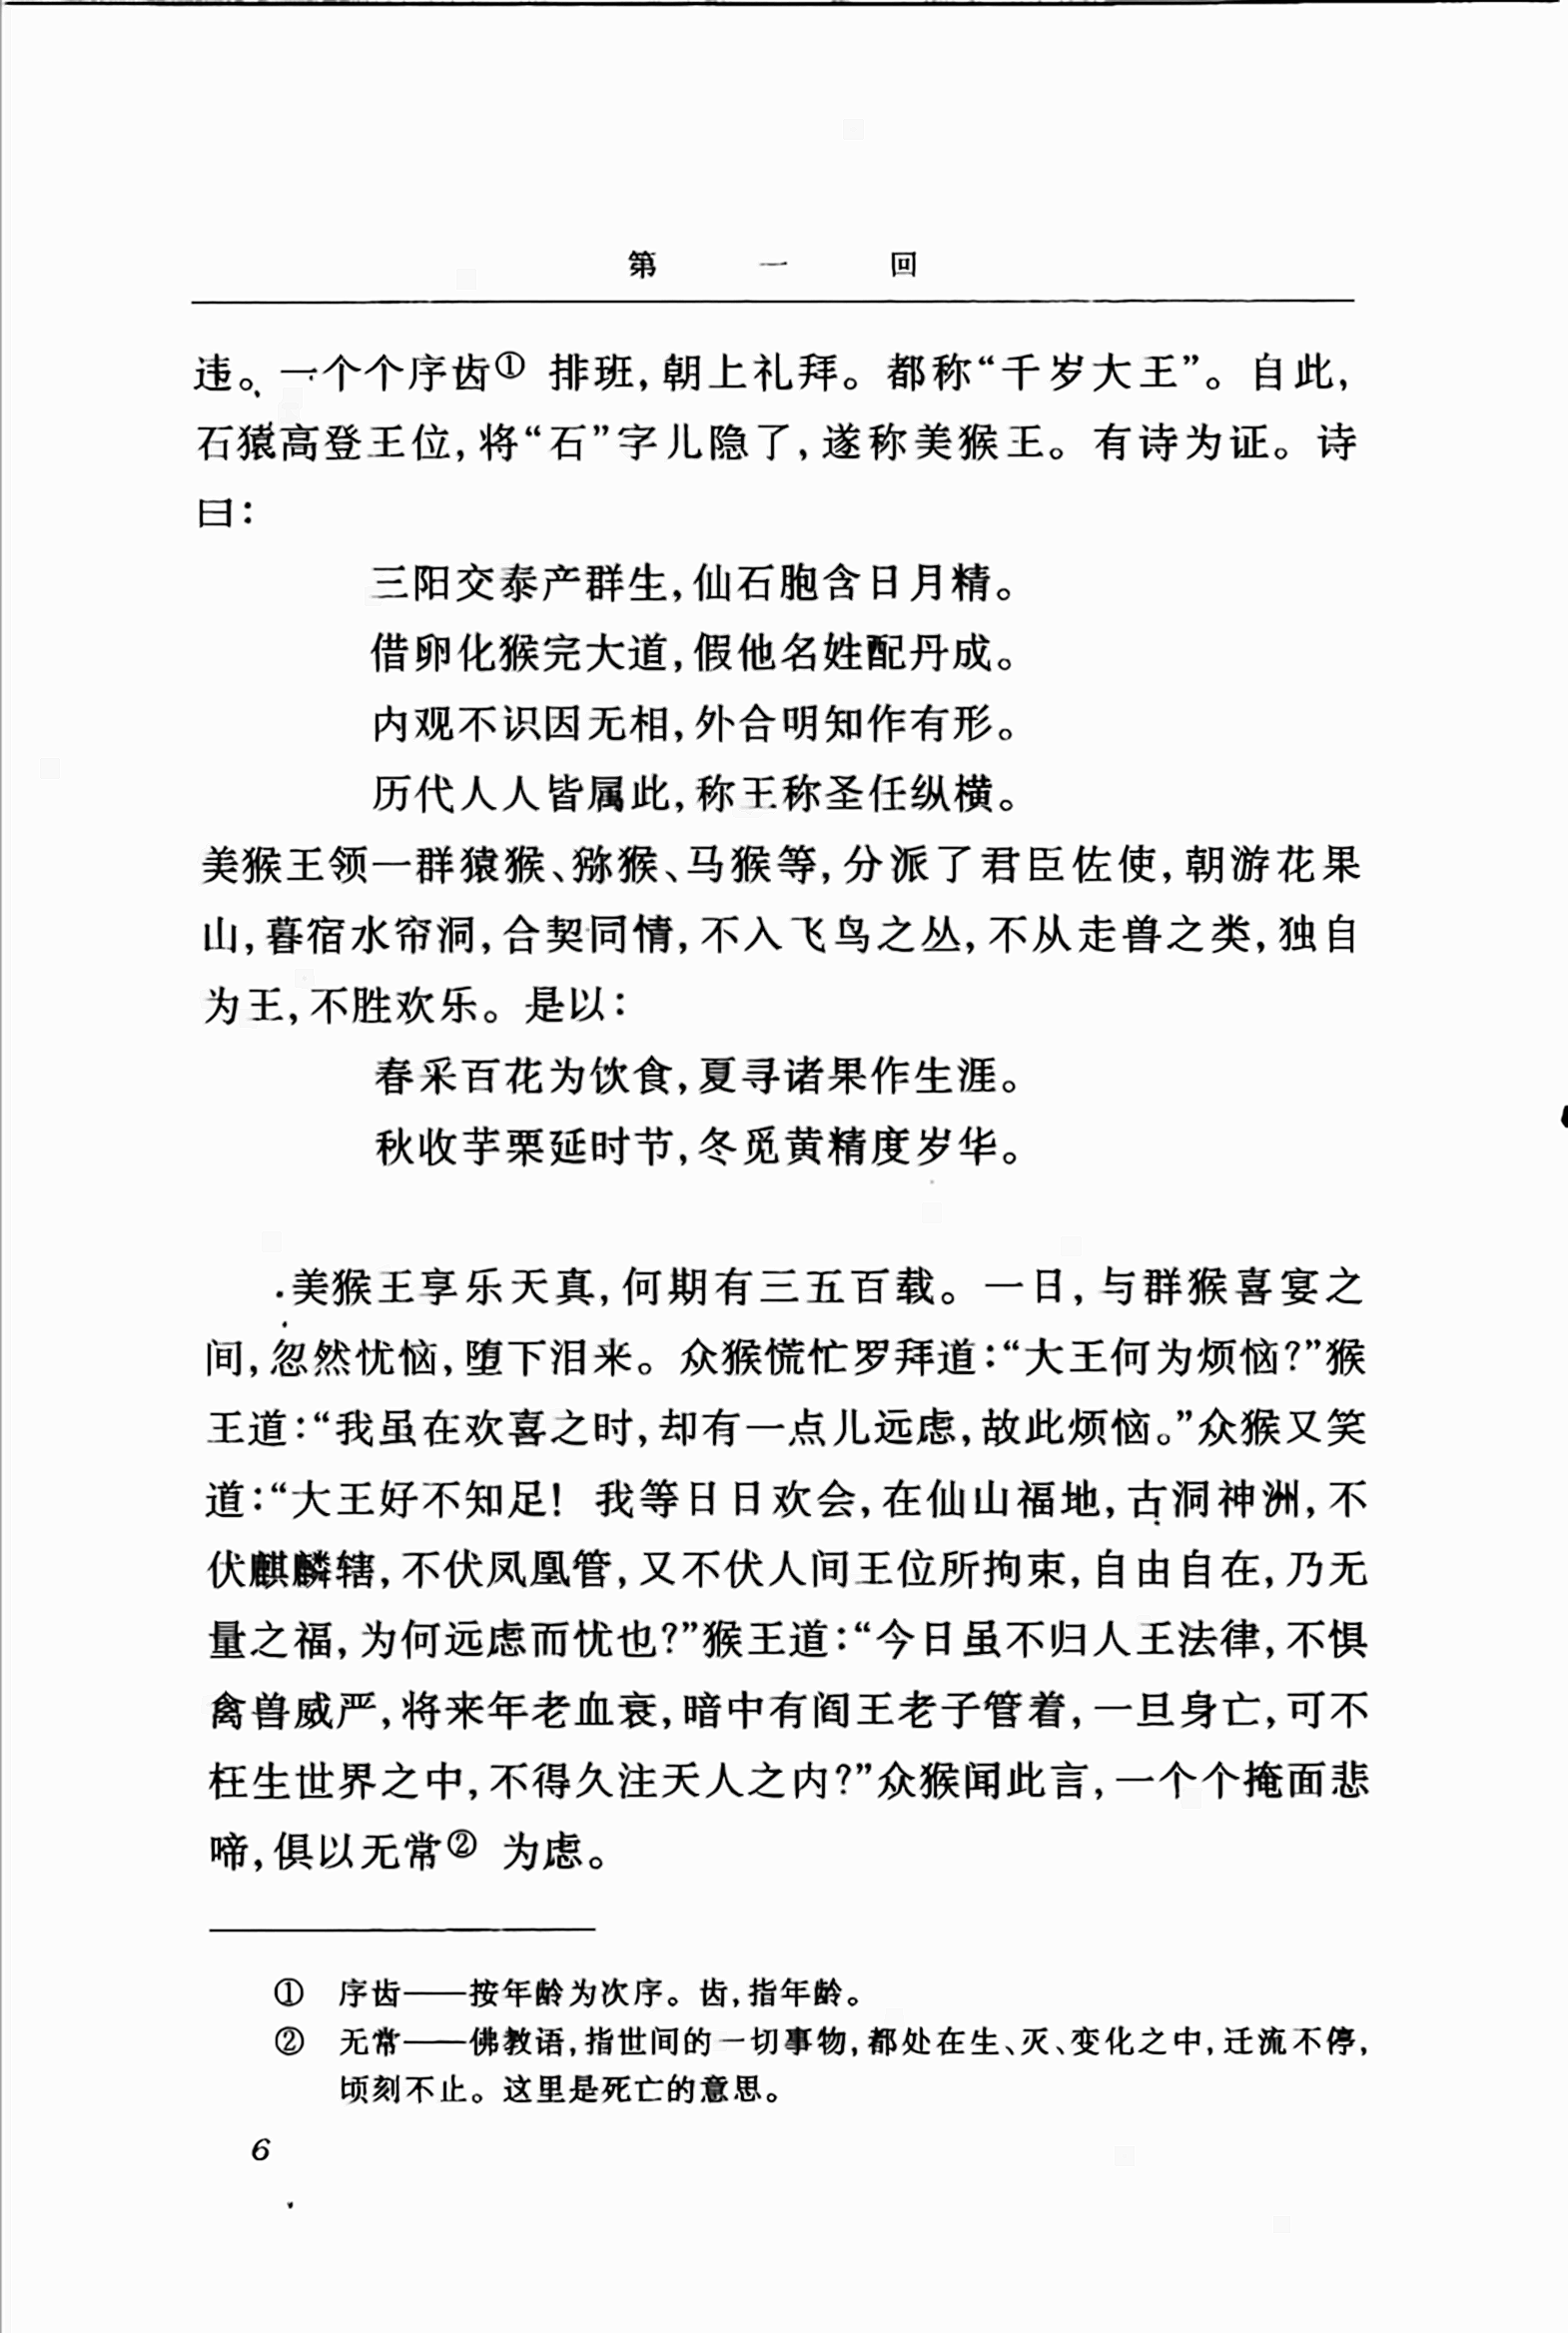 第一回
违。一个个序齿① 排班,朝上礼拜。都称“千岁大王”。自此,
石猿高登王位,将“石”字儿隐了,遂称美猴王。有诗为证。诗
曰:
三阳交泰产群生,仙石胞含日月精。
借卵化猴完大道,假他名姓配丹成。
内观不识因无相,外合明知作有形。
历代人人皆属此,称王称圣任纵横。
美猴王领一群猿猴、猕猴、马猴等,分派了君臣佐使,朝游花果
山,暮宿水帘洞,合契同情,不入飞鸟之丛,不从走兽之类,独自
为王,不胜欢乐。是以:
春采百花为饮食,夏寻诸果作生涯。
秋收芋栗延时节,冬觅黄精度岁华。
美猴王享乐天真,何期有三五百载。一日,与群猴喜宴之
间,忽然忧恼,堕下泪来。众猴慌忙罗拜道:“大王何为烦恼?”猴
王道:“我虽在欢喜之时,却有一点儿远虑,故此烦恼。”众猴又笑
道:“大王好不知足! 我等日日欢会,在仙山福地,古洞神洲,不
伏麒麟辖,不伏凤凰管,又不伏人间王位所拘束,自由自在,乃无
量之福,为何远虑而忧也?”猴王道:“今日虽不归人王法律,不惧
禽兽威严,将来年老血衰,暗中有阎王老子管着,一旦身亡,可不
枉生世界之中,不得久注天人之内?”众猴闻此言,一个个掩面悲
啼,俱以无常② 为虑。
① 序齿——按年龄为次序。齿,指年龄。
② 无常——佛教语,指世间的一切事物,都处在生、灭、变化之中,迁流不停,
顷刻不止。这里是死亡的意思。
6